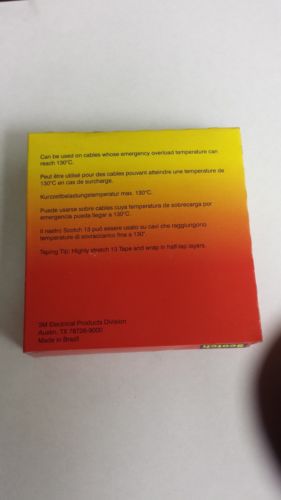 Can be used on cables whose emergency overload temperature can
reach 130°C.
Peut être utilisé pour des cables pouvant atteindre une température de
130°C en cas de surcharge.
Kurzzeitbelastungstemperatur max. 130°C.
Puede usarse sobre cables cuya temperatura de sobrecarga por
emergencia pueda llegar a 130°C.
Il nastro Scotch 13 può essere usato su cavi che raggiungono
temperature di sovraccarico fino a 130°.
Taping Tip: Highly stretch 13 Tape and wrap in half-lap layers.
3M Electrical Products Division
Austin, TX 78726-9000
Made in Brazil
Scotch